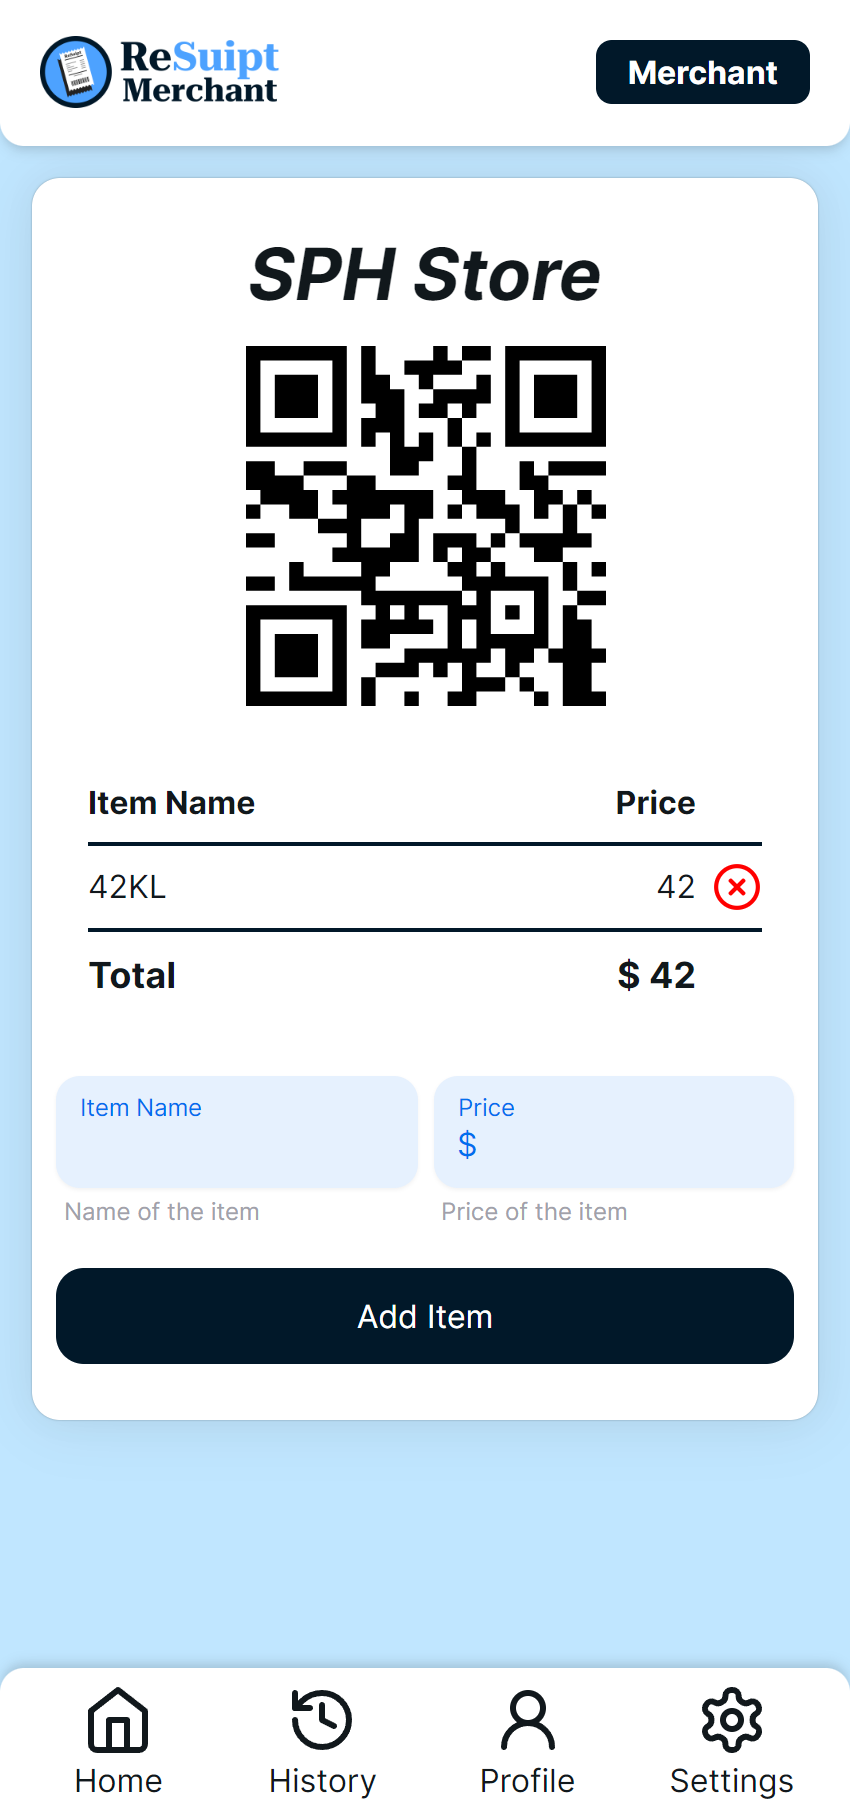 ReSuipt
Merchant
Merchant
SPH Store
Item Name Price
42KL 42
Total $ 42
Item Name Price
$
Name of the item Price of the item
Add Item
Home History Profile Settings